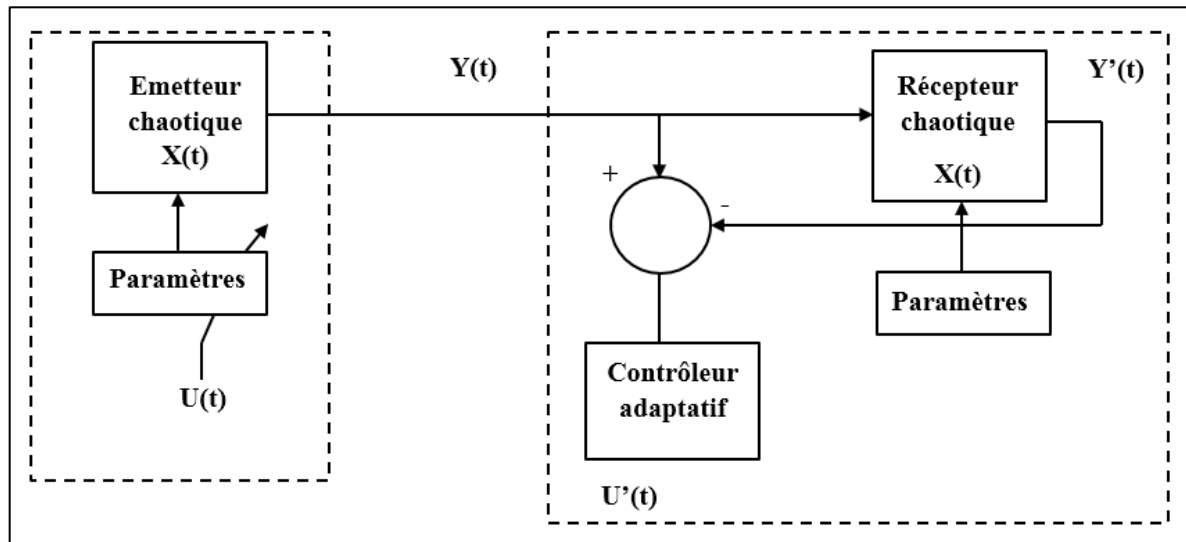 Emetteur
chaotique
X(t)
Paramètres
U(t)
Y(t)
Récepteur
chaotique
X(t)
Y’(t)
+
-
Paramètres
Contrôleur
adaptatif
U’(t)